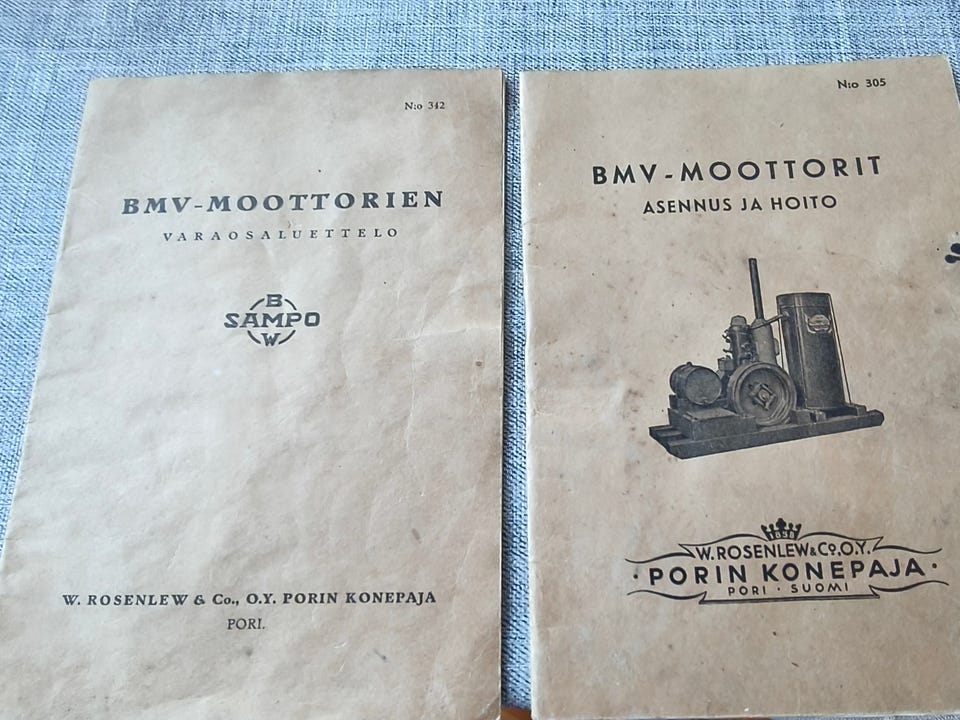 N:o 342
BMV-MOOTTORIEN
VARAOSALUETTELO
B
SAMPO
W
W. ROSENLEW & Co., O.Y. PORIN KONEPAJA
PORI.
N:o 305
BMV-MOOTTORIT
ASENNUS JA HOITO
1853
W. ROSENLEW & Co. O.Y.
· PORIN KONEPAJA ·
PORI · SUOMI